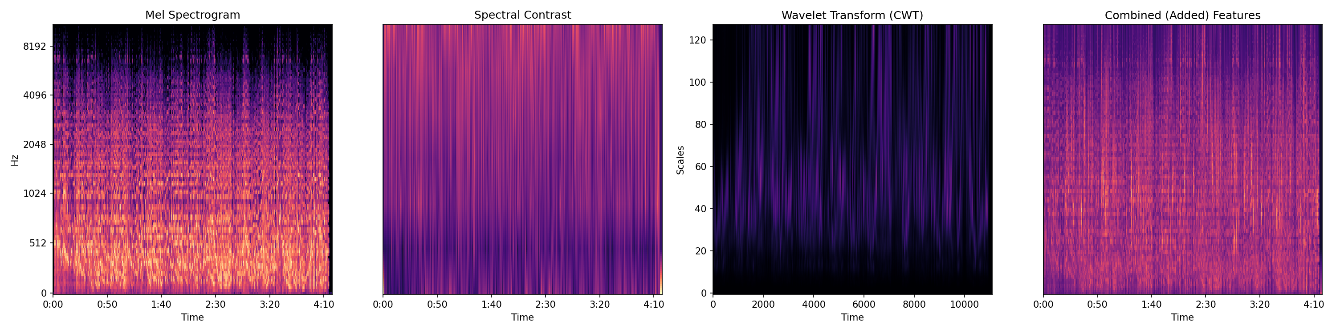 Mel Spectrogram
Hz
8192
4096
2048
1024
512
0
0:00 0:50 1:40 2:30 3:20 4:10
Time
Spectral Contrast
0:00 0:50 1:40 2:30 3:20 4:10
Time
Wavelet Transform (CWT)
Scales
120
100
80
60
40
20
0
0 2000 4000 6000 8000 10000
Time
Combined (Added) Features
0:00 0:50 1:40 2:30 3:20 4:10
Time